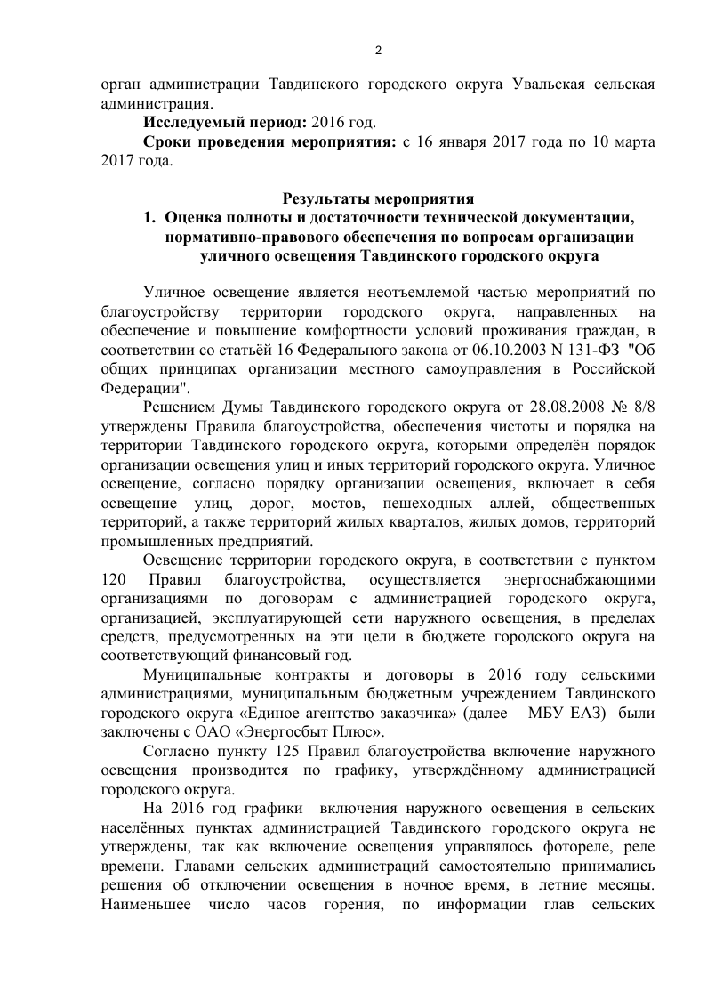 2
орган администрации Тавдинского городского округа Увальская сельская
администрация.
Исследуемый период: 2016 год.
Сроки проведения мероприятия: с 16 января 2017 года по 10 марта
2017 года.
Результаты мероприятия
1. Оценка полноты и достаточности технической документации,
нормативно-правового обеспечения по вопросам организации
уличного освещения Тавдинского городского округа
Уличное освещение является неотъемлемой частью мероприятий по
благоустройству территории городского округа, направленных на
обеспечение и повышение комфортности условий проживания граждан, в
соответствии со статьёй 16 Федерального закона от 06.10.2003 N 131-ФЗ "Об
общих принципах организации местного самоуправления в Российской
Федерации".
Решением Думы Тавдинского городского округа от 28.08.2008 № 8/8
утверждены Правила благоустройства, обеспечения чистоты и порядка на
территории Тавдинского городского округа, которыми определён порядок
организации освещения улиц и иных территорий городского округа. Уличное
освещение, согласно порядку организации освещения, включает в себя
освещение улиц, дорог, мостов, пешеходных аллей, общественных
территорий, а также территорий жилых кварталов, жилых домов, территорий
промышленных предприятий.
Освещение территории городского округа, в соответствии с пунктом
120 Правил благоустройства, осуществляется энергоснабжающими
организациями по договорам с администрацией городского округа,
организацией, эксплуатирующей сети наружного освещения, в пределах
средств, предусмотренных на эти цели в бюджете городского округа на
соответствующий финансовый год.
Муниципальные контракты и договоры в 2016 году сельскими
администрациями, муниципальным бюджетным учреждением Тавдинского
городского округа «Единое агентство заказчика» (далее – МБУ ЕАЗ) были
заключены с ОАО «Энергосбыт Плюс».
Согласно пункту 125 Правил благоустройства включение наружного
освещения производится по графику, утверждённому администрацией
городского округа.
На 2016 год графики включения наружного освещения в сельских
населённых пунктах администрацией Тавдинского городского округа не
утверждены, так как включение освещения управлялось фотореле, реле
времени. Главами сельских администраций самостоятельно принимались
решения об отключении освещения в ночное время, в летние месяцы.
Наименьшее число часов горения, по информации глав сельских